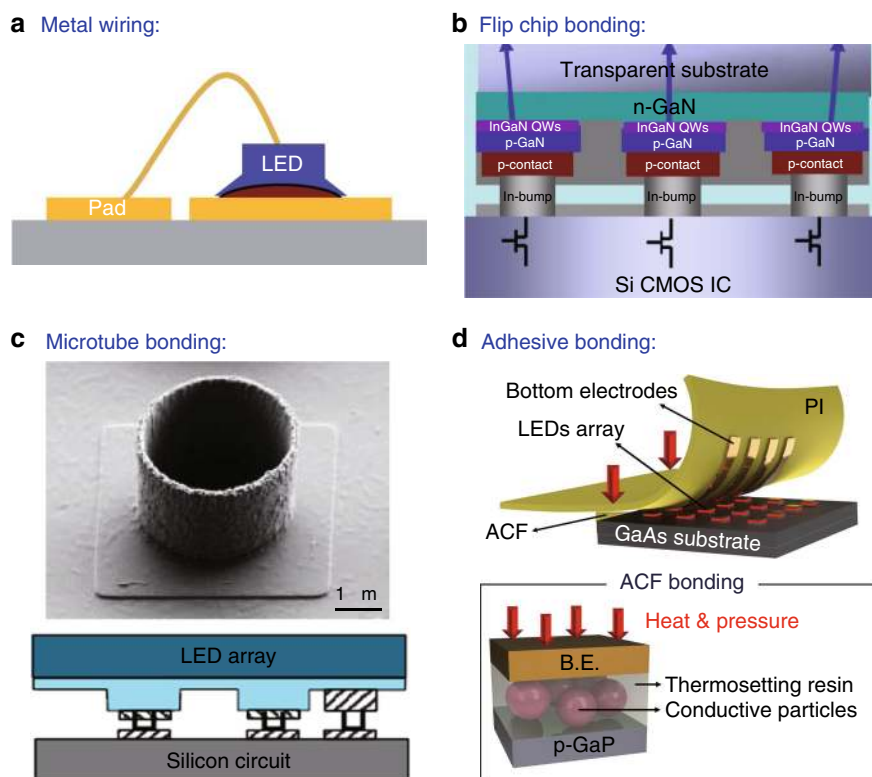 a Metal wiring:
LED
Pad
b Flip chip bonding:
Transparent substrate
n-GaN
InGaN QWs InGaN QWs InGaN QWs
p-GaN p-GaN p-GaN
p-contact p-contact p-contact
In-bump In-bump In-bump
Si CMOS IC
c Microtube bonding:
1 m
LED array
Silicon circuit
d Adhesive bonding:
Bottom electrodes
PI
LEDs array
ACF
GaAs substrate
ACF bonding
Heat & pressure
B.E.
Thermosetting resin
Conductive particles
p-GaP